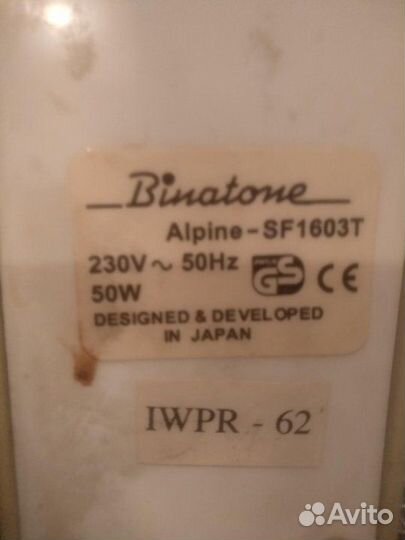 Binatone
Alpine-SF1603T
230V ~ 50Hz GS CE
50W
DESIGNED & DEVELOPED
IN JAPAN
IWPR - 62
Avito